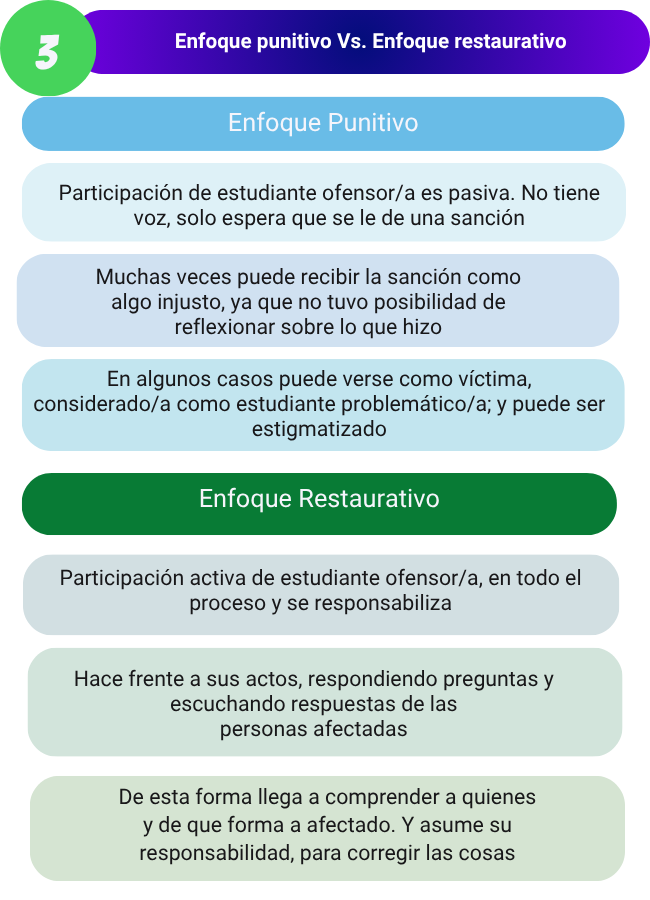 3
Enfoque punitivo Vs. Enfoque restaurativo
Enfoque Punitivo
Participación de estudiante ofensor/a es pasiva. No tiene
voz, solo espera que se le de una sanción
Muchas veces puede recibir la sanción como
algo injusto, ya que no tuvo posibilidad de
reflexionar sobre lo que hizo
En algunos casos puede verse como víctima,
considerado/a como estudiante problemático/a; y puede ser
estigmatizado
Enfoque Restaurativo
Participación activa de estudiante ofensor/a, en todo el
proceso y se responsabiliza
Hace frente a sus actos, respondiendo preguntas y
escuchando respuestas de las
personas afectadas
De esta forma llega a comprender a quienes
y de que forma a afectado. Y asume su
responsabilidad, para corregir las cosas